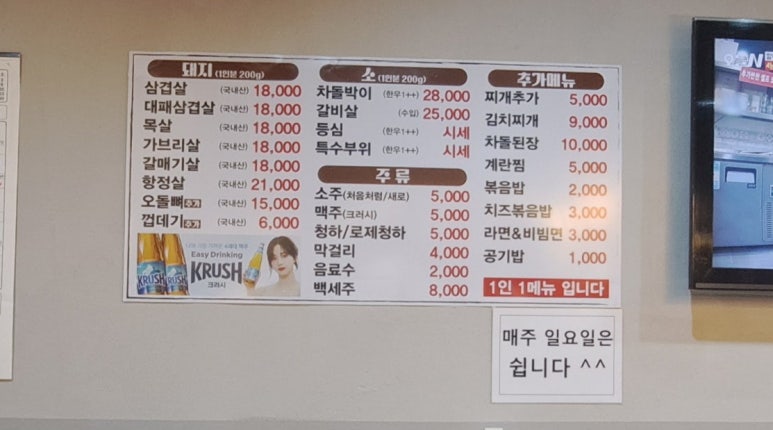 돼지 (1인분 200g)
삼겹살 (국내산) 18,000
대패삼겹살 (국내산) 18,000
목살 (국내산) 18,000
가브리살 (국내산) 18,000
갈매기살 (국내산) 18,000
항정살 (국내산) 21,000
오돌뼈 추가 (국내산) 15,000
껍데기 추가 (국내산) 6,000
Easy Drinking
KRUSH
크러시
KRUSH
KRUSH
소 (1인분 200g)
차돌박이 (한우1++) 28,000
갈비살 (수입) 25,000
등심 (한우1++) 시세
특수부위 (한우1++) 시세
주류
소주(처음처럼/새로) 5,000
맥주(크러시) 5,000
청하/로제청하 5,000
막걸리 4,000
음료수 2,000
백세주 8,000
추가메뉴
찌개추가 5,000
김치찌개 9,000
차돌된장 10,000
계란찜 5,000
볶음밥 2,000
치즈볶음밥 3,000
라면&비빔면 3,000
공기밥 1,000
1인 1메뉴 입니다
매주 일요일은
쉽니다 ^^